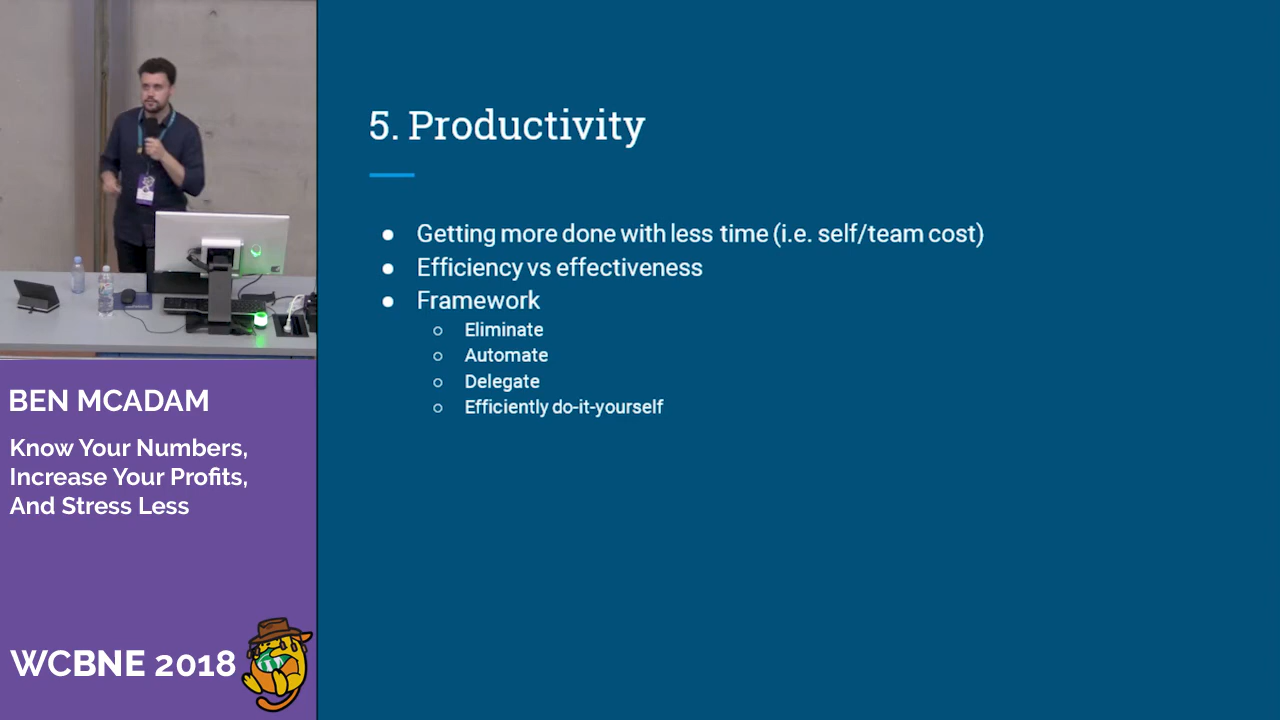 5. Productivity
Getting more done with less time (i.e. self/team cost)
Efficiency vs effectiveness
Framework
Eliminate
Automate
Delegate
Efficiently do-it-yourself
BEN MCADAM
Know Your Numbers,
Increase Your Profits,
And Stress Less
WCBNE 2018